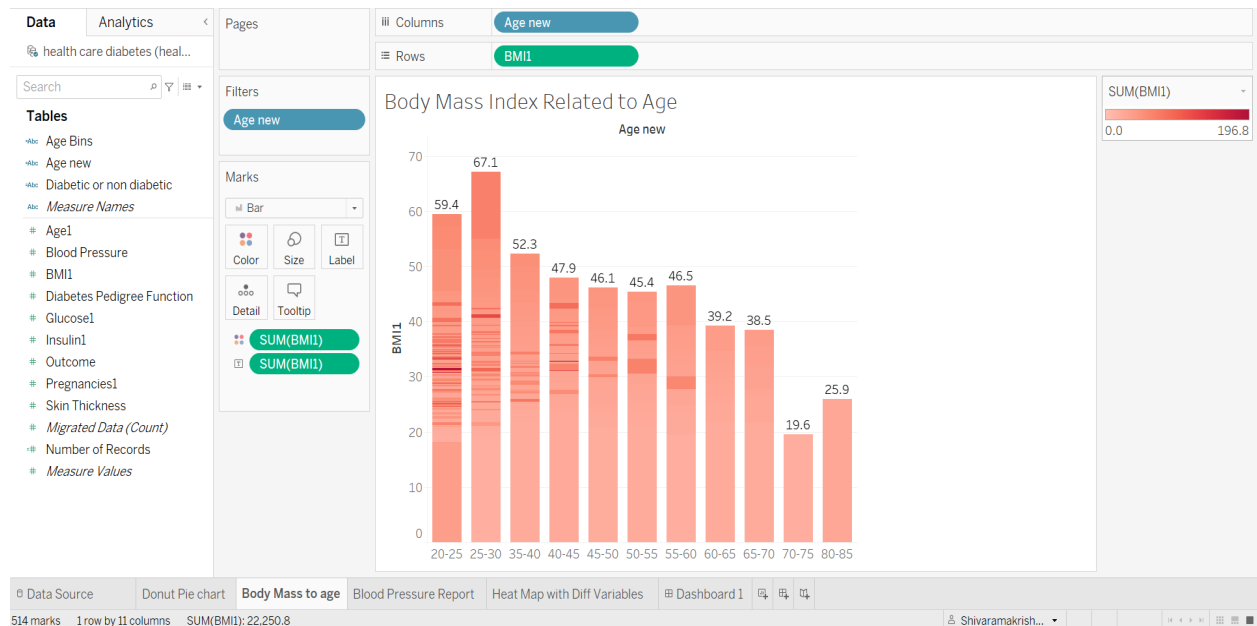 Data
Analytics
health care diabetes (heal...
Search
Tables
Abc Age Bins
Abc Age new
Abc Diabetic or non diabetic
Abc Measure Names
# Age1
# Blood Pressure
# BMI1
# Diabetes Pedigree Function
# Glucose1
# Insulin1
# Outcome
# Pregnancies1
# Skin Thickness
# Migrated Data (Count)
# Number of Records
# Measure Values
Pages
Filters
Age new
Marks
Bar
Color Size Label
Detail Tooltip
SUM(BMI1)
SUM(BMI1)
Columns Age new
Rows BMI1
Body Mass Index Related to Age
Age new
BMI1
70
60
50
40
30
20
10
0
59.4 67.1 52.3 47.9 46.1 45.4 46.5 39.2 38.5 19.6 25.9
20-25 25-30 35-40 40-45 45-50 50-55 55-60 60-65 65-70 70-75 80-85
SUM(BMI1)
0.0 196.8
Data Source Donut Pie chart Body Mass to age Blood Pressure Report Heat Map with Diff Variables Dashboard 1
514 marks 1 row by 11 columns SUM(BMI1): 22,250.8 Shivaramakrish...